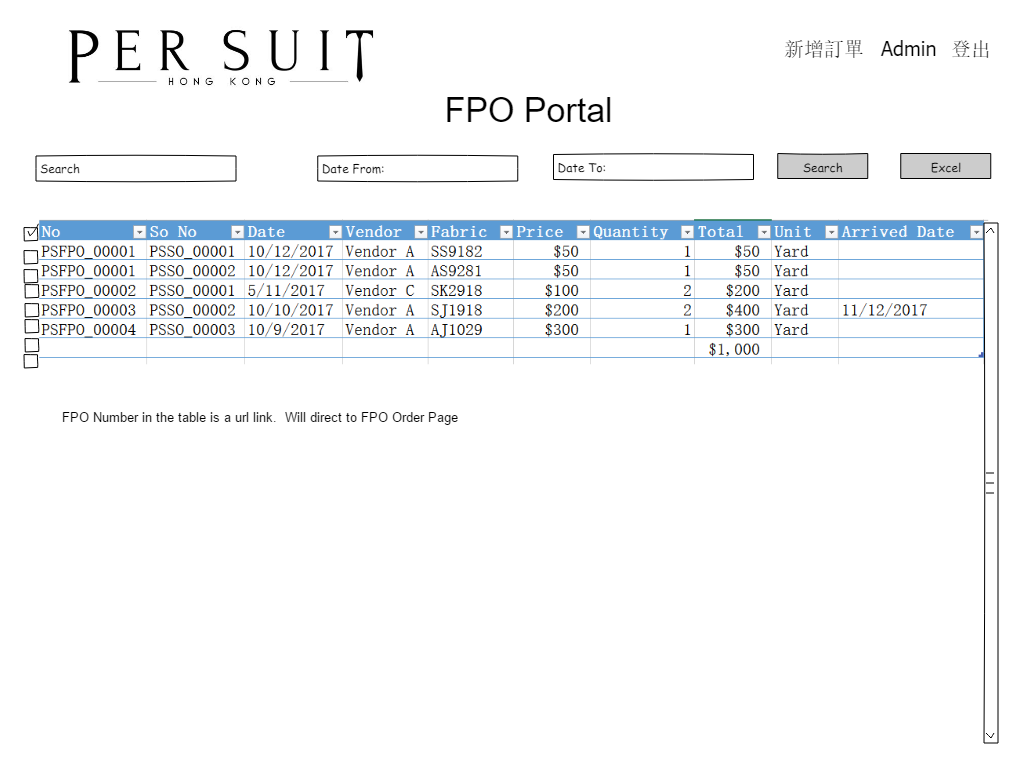 PER SUIT
HONG KONG
新增訂單 Admin 登出
FPO Portal
Search Date From: Date To: Search Excel
No So No Date Vendor Fabric Price Quantity Total Unit Arrived Date
PSFPO_00001 PSSO_00001 10/12/2017 Vendor A SS9182 $50 1 $50 Yard
PSFPO_00001 PSSO_00002 10/12/2017 Vendor A AS9281 $50 1 $50 Yard
PSFPO_00002 PSSO_00001 5/11/2017 Vendor C SK2918 $100 2 $200 Yard
PSFPO_00003 PSSO_00002 10/10/2017 Vendor A SJ1918 $200 2 $400 Yard 11/12/2017
PSFPO_00004 PSSO_00003 10/9/2017 Vendor A AJ1029 $300 1 $300 Yard
$1,000
FPO Number in the table is a url link. Will direct to FPO Order Page